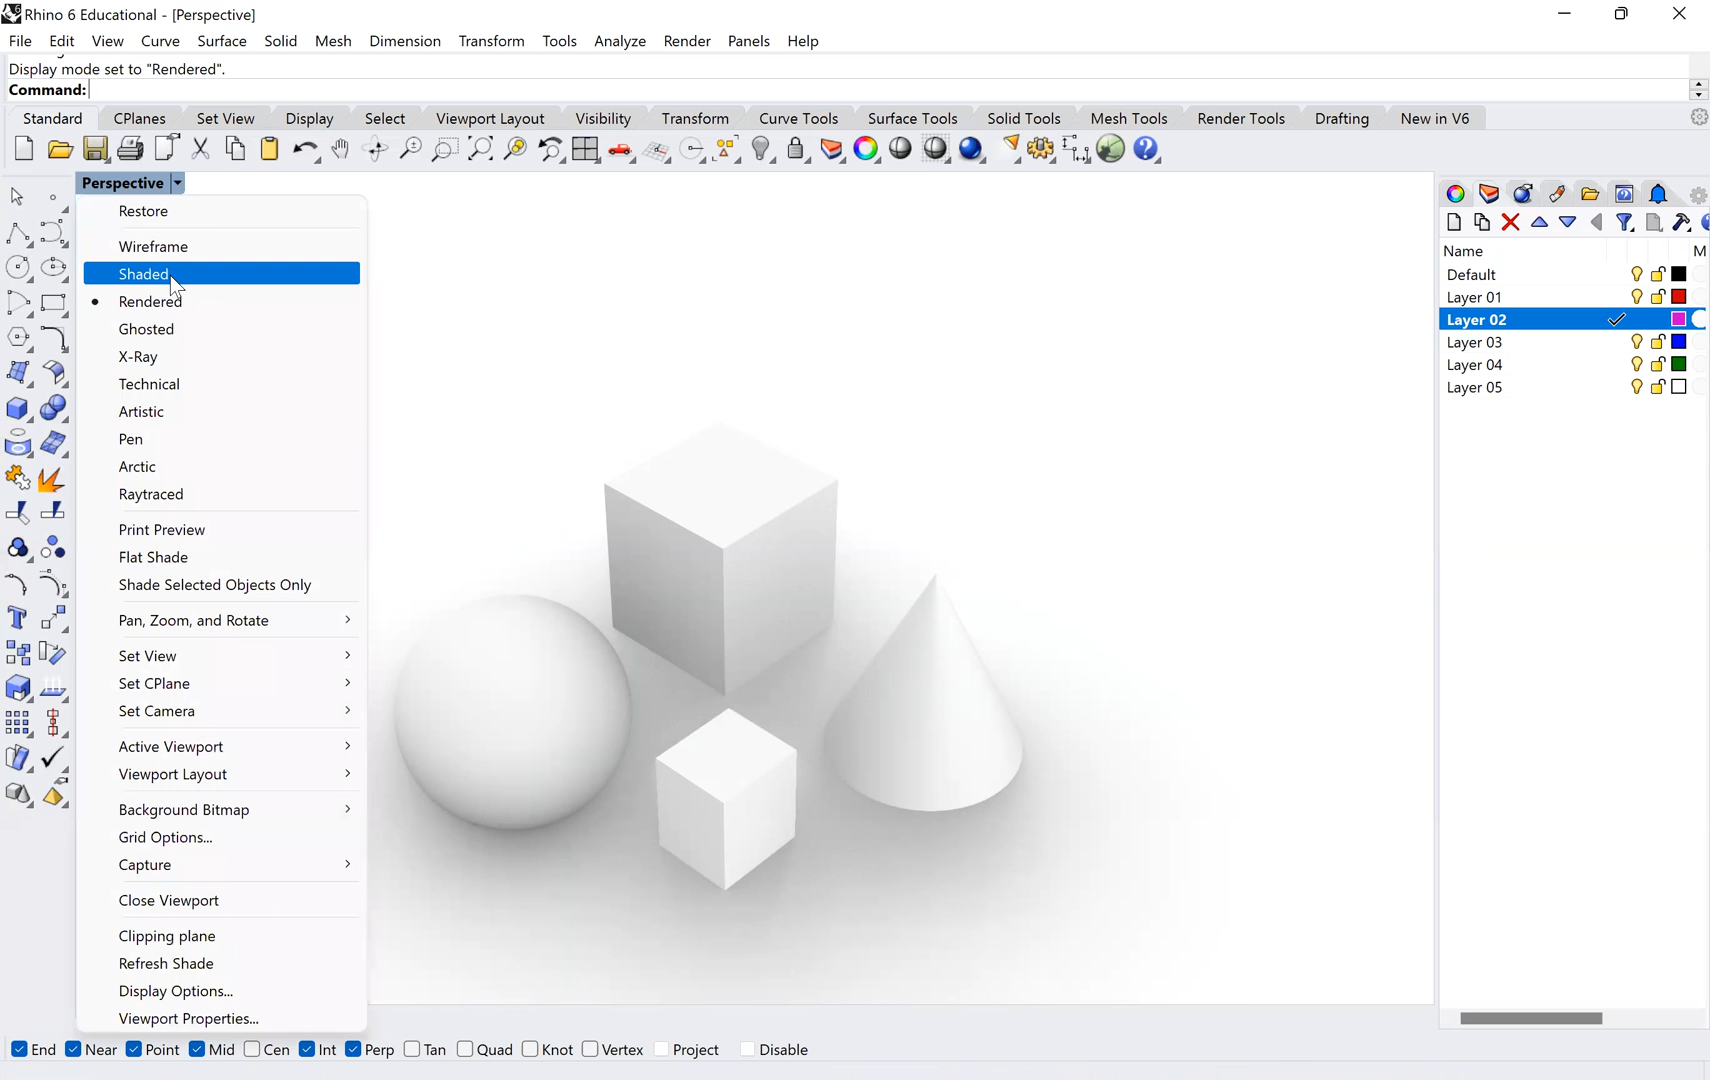 Rhino 6 Educational - [Perspective]
File Edit View Curve Surface Solid Mesh Dimension Transform Tools Analyze Render Panels Help
Display mode set to "Rendered".
Command:
Standard CPlanes Set View Display Select Viewport Layout Visibility Transform Curve Tools Surface Tools Solid Tools Mesh Tools Render Tools Drafting New in V6
Perspective
Restore
Wireframe
Shaded
Rendered
Ghosted
X-Ray
Technical
Artistic
Pen
Arctic
Raytraced
Print Preview
Flat Shade
Shade Selected Objects Only
Pan, Zoom, and Rotate
Set View
Set CPlane
Set Camera
Active Viewport
Viewport Layout
Background Bitmap
Grid Options...
Capture
Close Viewport
Clipping plane
Refresh Shade
Display Options...
Viewport Properties...
Name M
Default
Layer 01
Layer 02
Layer 03
Layer 04
Layer 05
End Near Point Mid Cen Int Perp Tan Quad Knot Vertex Project Disable